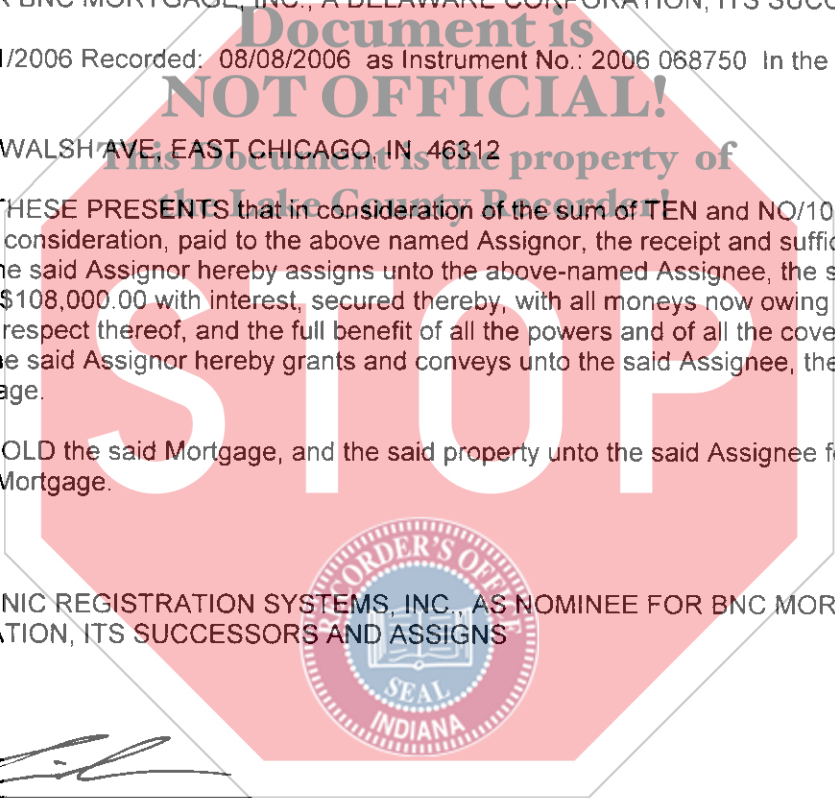 R BNC MORTGAGE, INC., A DELAWARE CORPORATION, ITS SUCC
Document is
1/2006 Recorded: 08/08/2006 as Instrument No.: 2006 068750 In the
NOT OFFICIAL!
WALSH AVE, EAST CHICAGO, IN 46312
This Document is the property of
the Lake County Recorder!
THESE PRESENTS that in consideration of the sum of TEN and NO/10
consideration, paid to the above named Assignor, the receipt and suffic
e said Assignor hereby assigns unto the above-named Assignee, the s
$108,000.00 with interest, secured thereby, with all moneys now owing
respect thereof, and the full benefit of all the powers and of all the cove
e said Assignor hereby grants and conveys unto the said Assignee, the
age.
STOP
OLD the said Mortgage, and the said property unto the said Assignee f
Mortgage.
RECORDER'S OFFICE
NIC REGISTRATION SYSTEMS, INC., AS NOMINEE FOR BNC MOR
ATION, ITS SUCCESSORS AND ASSIGNS
SEAL
INDIANA